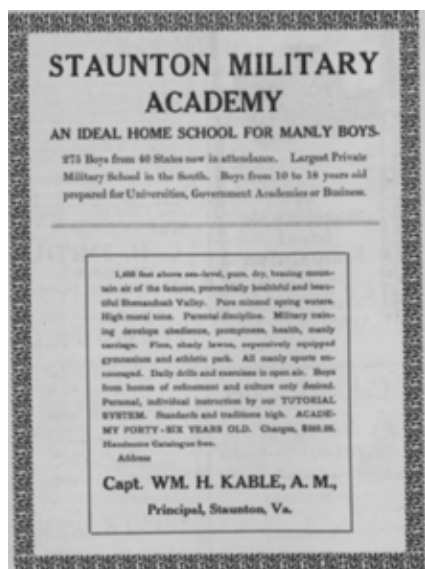 STAUNTON MILITARY
ACADEMY
AN IDEAL HOME SCHOOL FOR MANLY BOYS.
275 Boys from 40 States now in attendance. Largest Private
Military School in the South. Boys from 10 to 18 years old
prepared for Universities, Government Academies or Business.
1,600 feet above sea-level, pure, dry, bracing moun-
tain air of the famous, proverbially healthful and beau-
tiful Shenandoah Valley. Pure mineral spring waters.
High moral tone. Parental discipline. Military train-
ing develops obedience, promptness, health, manly
carriage. Fine, shady lawns, expensively equipped
gymnasium and athletic park. All manly sports en-
couraged. Daily drills and exercises in open air. Boys
from homes of refinement and culture only desired.
Personal, individual instruction by our TUTORIAL
SYSTEM. Standards and traditions high. ACADE-
MY FORTY-SIX YEARS OLD. Charges, $360.00.
Handsome Catalogue free.
Address
Capt. WM. H. KABLE, A. M.,
Principal, Staunton, Va.